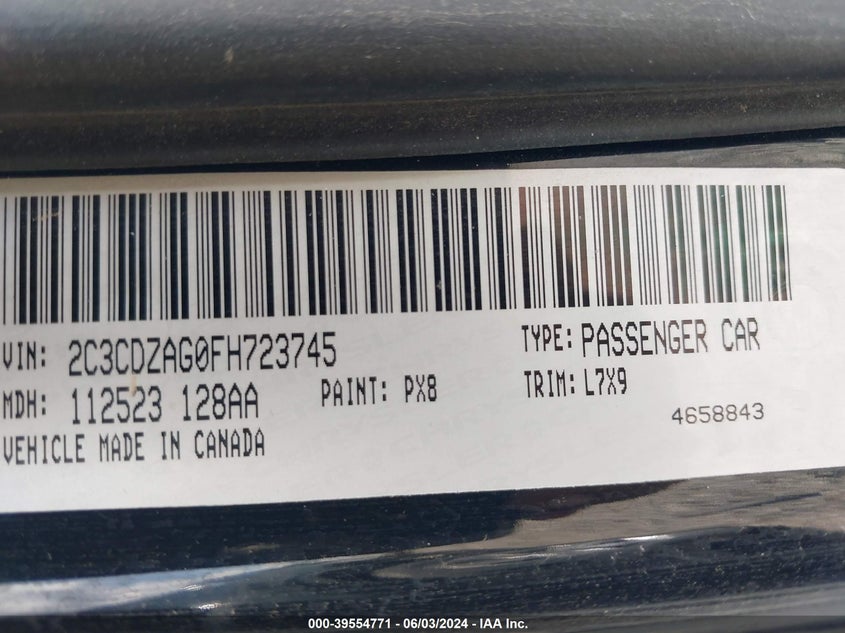 VIN: 2C3CDZAG0FH723745 TYPE: PASSENGER CAR
MDH: 112523 128AA PAINT: PX8 TRIM: L7X9
4658843
VEHICLE MADE IN CANADA
000-39554771 - 06/03/2024 - IAA Inc.